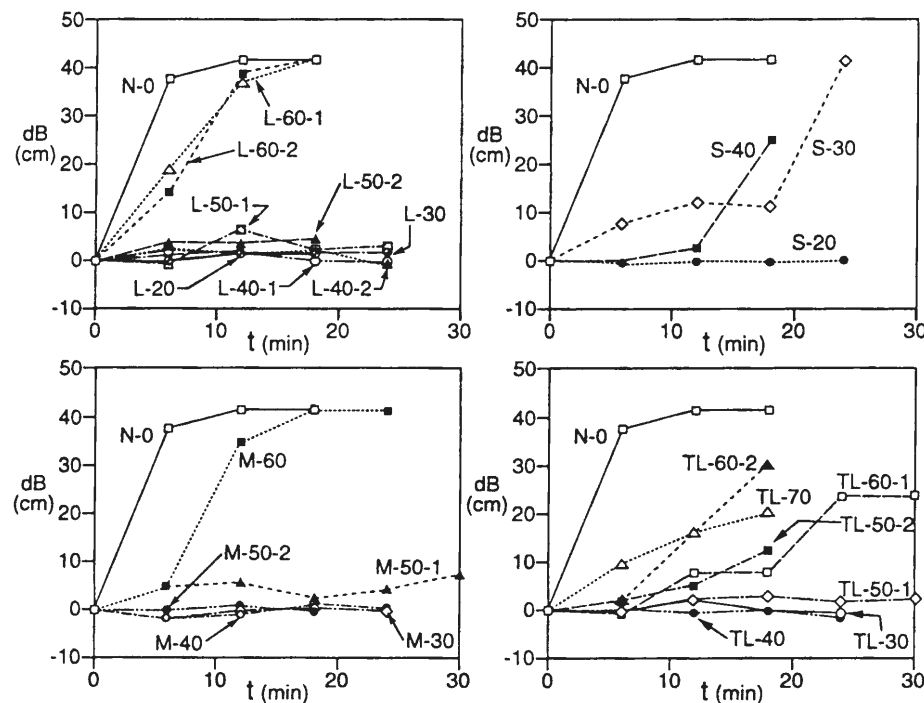 50
40
30
20
10
0
-10
dB
(cm)
N-0
L-60-1
L-60-2
L-50-1
L-50-2
L-30
L-20
L-40-1
L-40-2
0
10
20
30
t (min)
50
40
30
20
10
0
-10
dB
(cm)
N-0
S-40
S-30
S-20
0
10
20
30
t (min)
50
40
30
20
10
0
-10
dB
(cm)
N-0
M-60
M-50-2
M-50-1
M-40
M-30
0
10
20
30
t (min)
50
40
30
20
10
0
-10
dB
(cm)
N-0
TL-60-2
TL-70
TL-60-1
TL-50-2
TL-50-1
TL-40
TL-30
0
10
20
30
t (min)